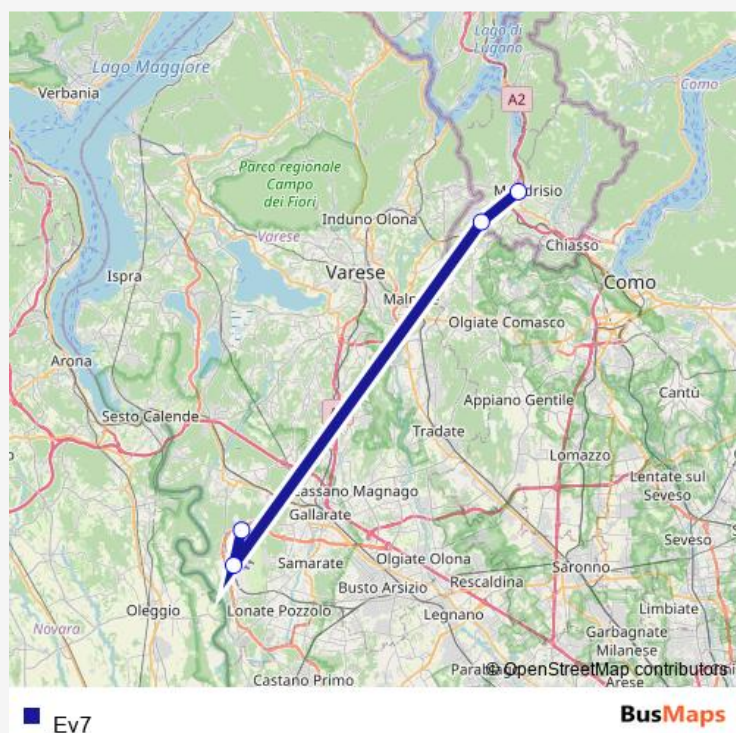 Lago Maggiore
Verbania
Lago di
Lugano
Como
A2
Parco regionale
Campo
dei Fiori
Induno Olona
Varese
Chiasso
Ispra
Varese
Como
Olgiate Comasco
Arona
Cantù
Appiano Gentile
Sesto Calende
Tradate
Lomazzo
Lentate sul
Seveso
Cassano Magnago
Gallarate
Seveso
Samarate
Olgiate Olona
Saronno
Busto Arsizio
Rescaldina
Oleggio
Lonate Pozzolo
Legnano
Limbiate
Novara
Garbagnate
Milanese
Castano Primo
© OpenStreetMap contributors
Arese
Ev7
BusMaps